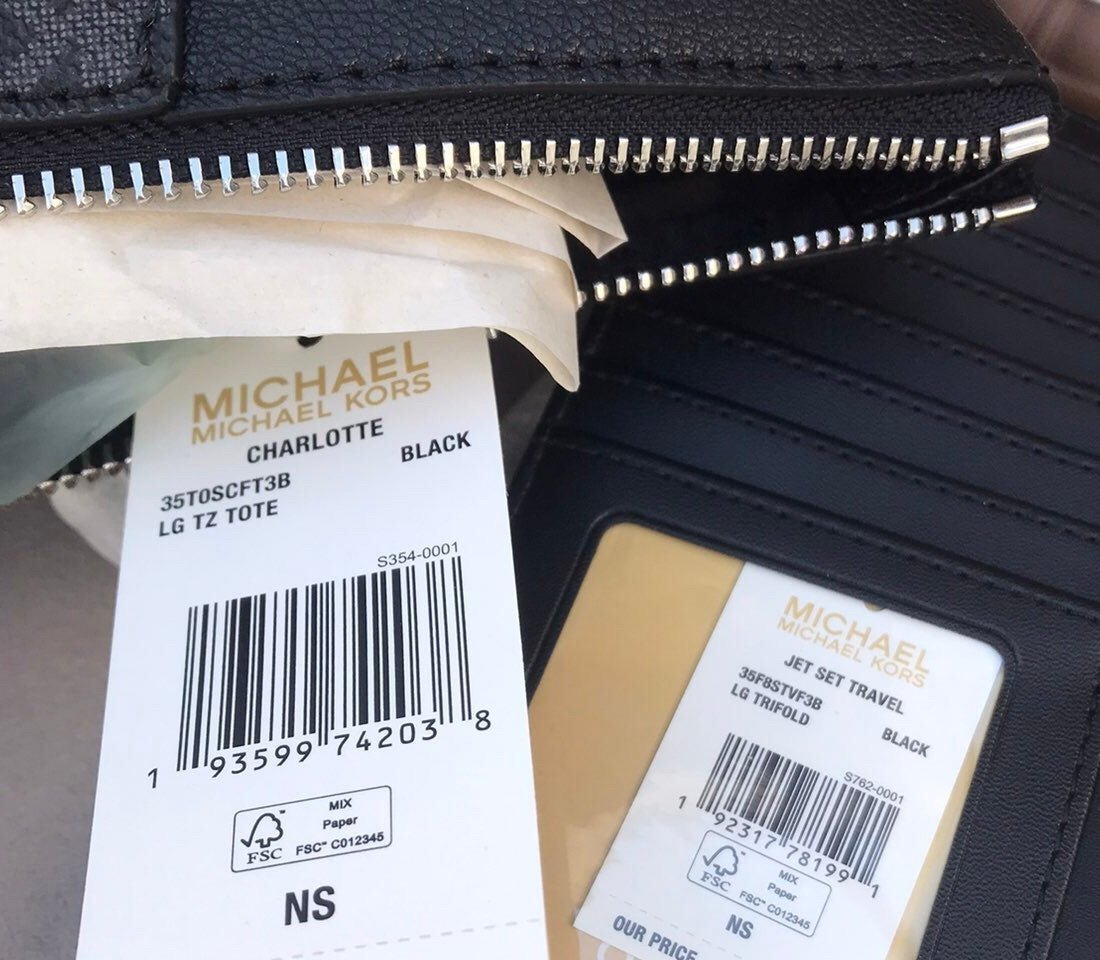 MICHAEL
MICHAEL KORS
CHARLOTTE
BLACK
35T0SCFT3B
LG TZ TOTE
S354-0001
1 93599 74203 8
FSC
MIX
Paper
FSC™ C012345
NS
MICHAEL
MICHAEL KORS
JET SET TRAVEL
35F8STVF3B
LG TRIFOLD
BLACK
S762-0001
1 92317 78199 1
FSC
MIX
Paper
FSC™ C012345
NS
OUR PRICE